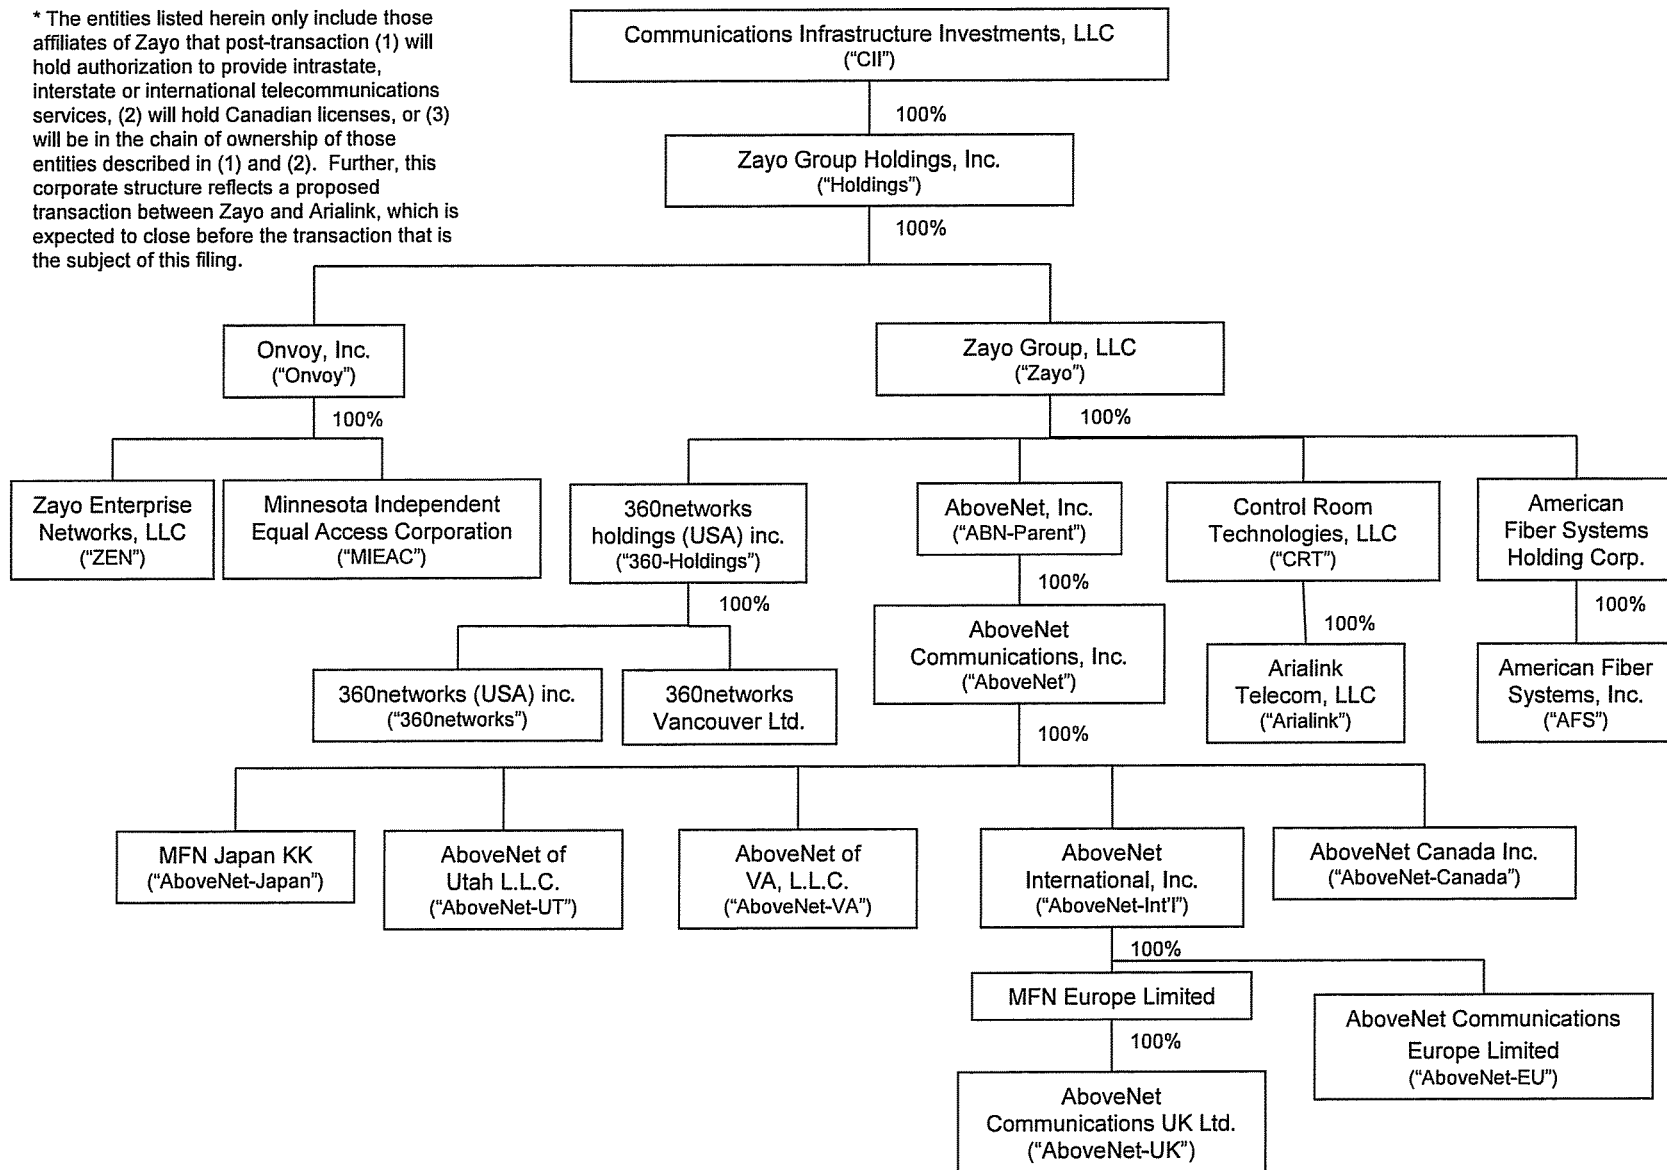 * The entities listed herein only include those
affiliates of Zayo that post-transaction (1) will
hold authorization to provide intrastate,
interstate or international telecommunications
services, (2) will hold Canadian licenses, or (3)
will be in the chain of ownership of those
entities described in (1) and (2).  Further, this
corporate structure reflects a proposed
transaction between Zayo and Arialink, which is
expected to close before the transaction that is
the subject of this filing.
Communications Infrastructure Investments, LLC
("CII")
100%
Zayo Group Holdings, Inc.
("Holdings")
100%
Onvoy, Inc.
("Onvoy")
100%
Zayo Group, LLC
("Zayo")
100%
Zayo Enterprise
Networks, LLC
("ZEN")
Minnesota Independent
Equal Access Corporation
("MIEAC")
360networks
holdings (USA) inc.
("360-Holdings")
100%
AboveNet, Inc.
("ABN-Parent")
100%
Control Room
Technologies, LLC
("CRT")
100%
American
Fiber Systems
Holding Corp.
100%
360networks (USA) inc.
("360networks")
360networks
Vancouver Ltd.
AboveNet
Communications, Inc.
("AboveNet")
100%
Arialink
Telecom, LLC
("Arialink")
American Fiber
Systems, Inc.
("AFS")
MFN Japan KK
("AboveNet-Japan")
AboveNet of
Utah L.L.C.
("AboveNet-UT")
AboveNet of
VA, L.L.C.
("AboveNet-VA")
AboveNet
International, Inc.
("AboveNet-Int'l")
100%
AboveNet Canada Inc.
("AboveNet-Canada")
MFN Europe Limited
100%
AboveNet Communications
Europe Limited
("AboveNet-EU")
AboveNet
Communications UK Ltd.
("AboveNet-UK")